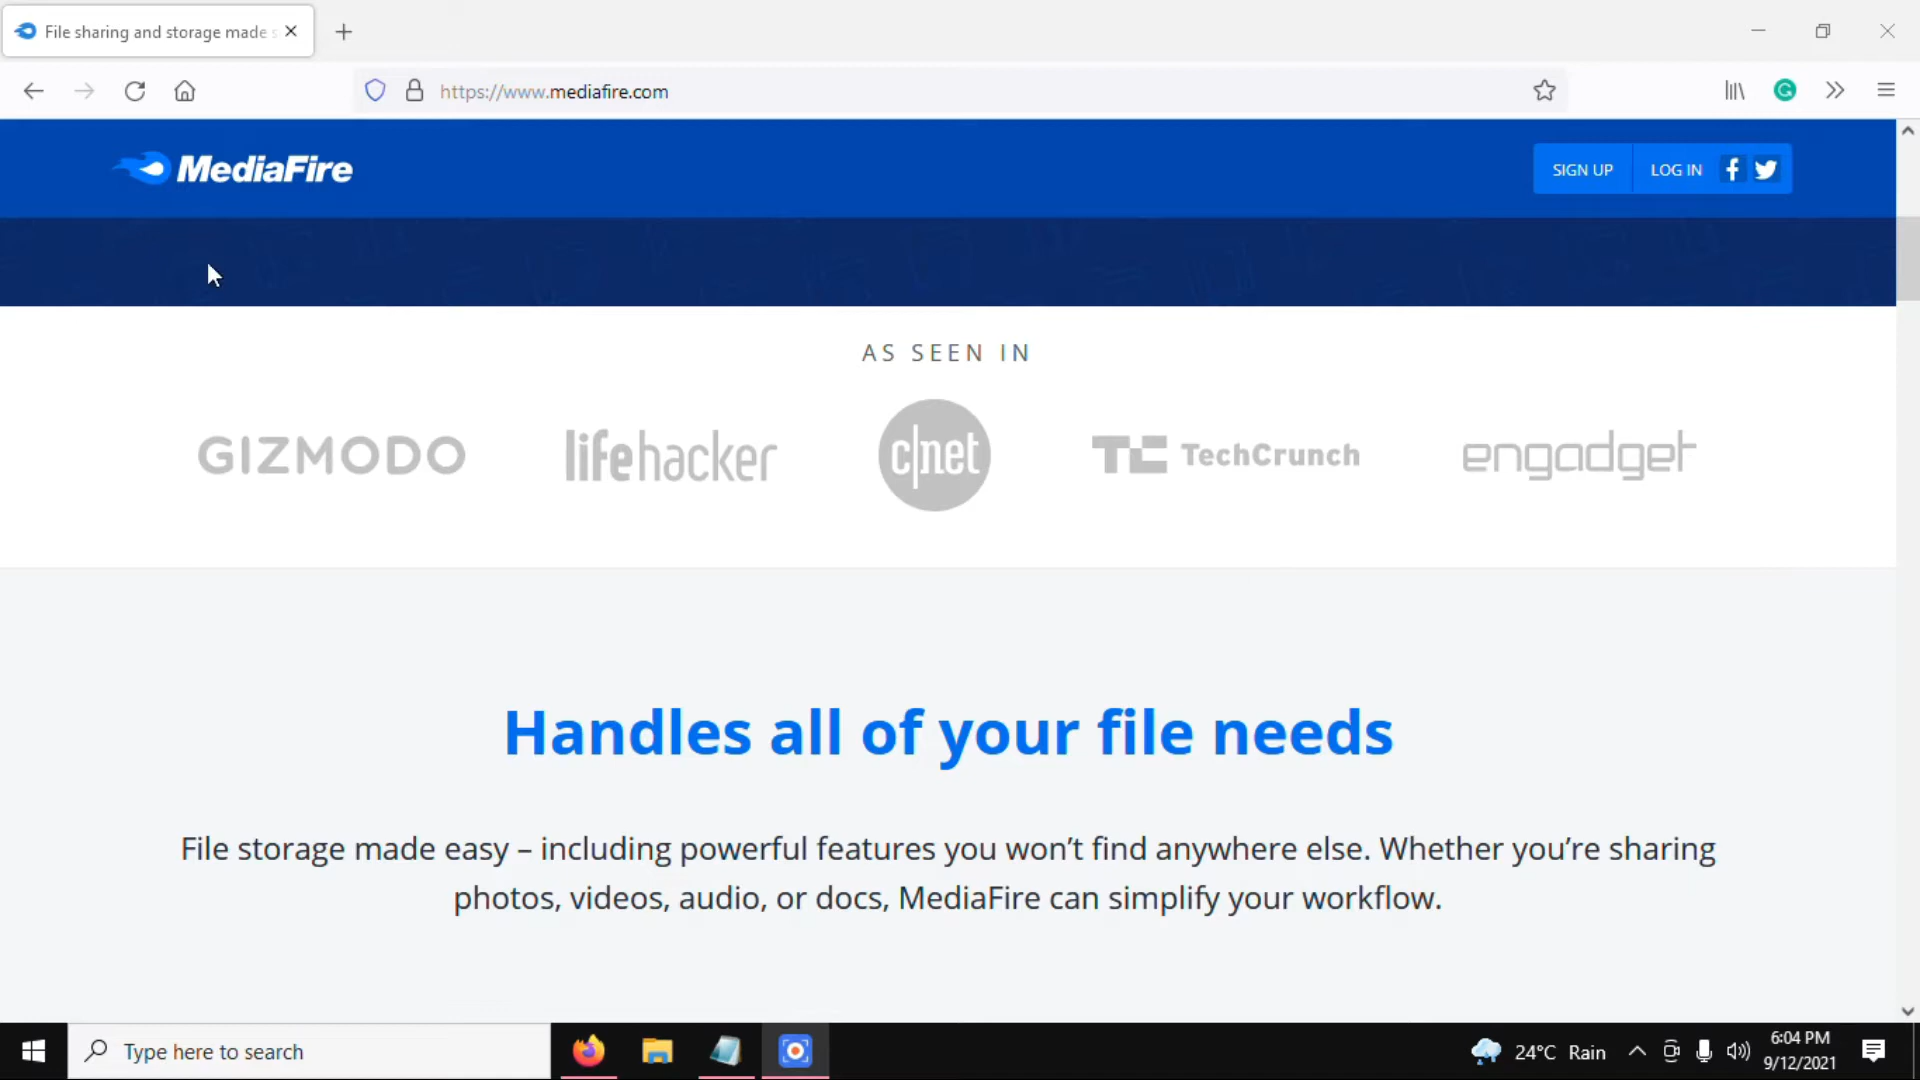 File sharing and storage made s
https://www.mediafire.com
MediaFire
SIGN UP
LOG IN
AS SEEN IN
GIZMODO
lifehacker
c|net
TC TechCrunch
engadget
Handles all of your file needs
File storage made easy – including powerful features you won’t find anywhere else. Whether you’re sharing
photos, videos, audio, or docs, MediaFire can simplify your workflow.
Type here to search
24°C Rain
6:04 PM
9/12/2021